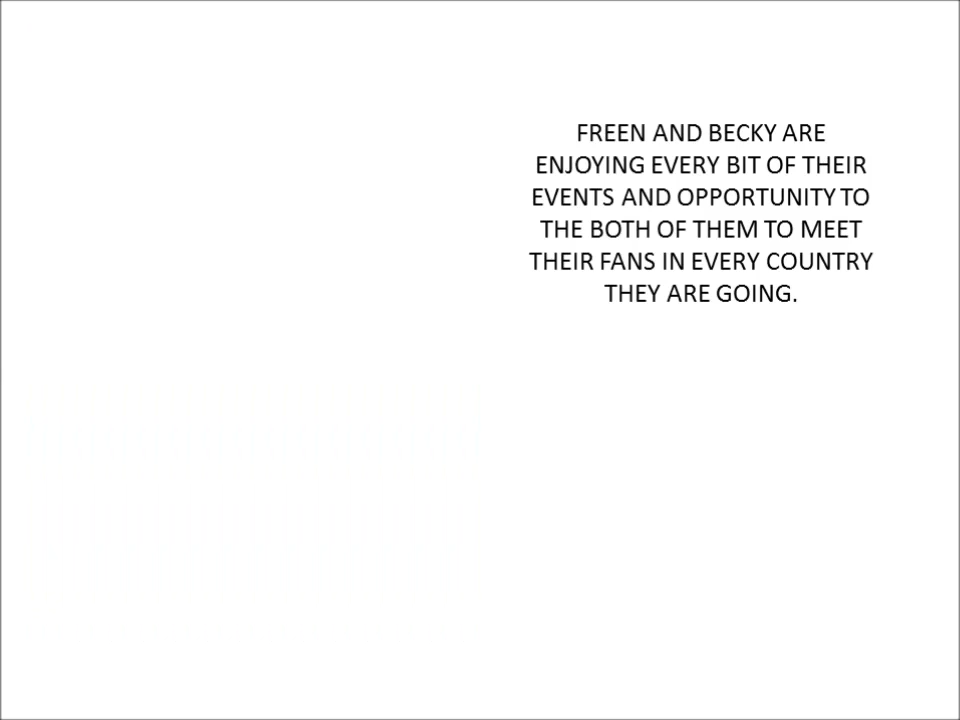 FREEN AND BECKY ARE
ENJOYING EVERY BIT OF THEIR
EVENTS AND OPPORTUNITY TO
THE BOTH OF THEM TO MEET
THEIR FANS IN EVERY COUNTRY
THEY ARE GOING.